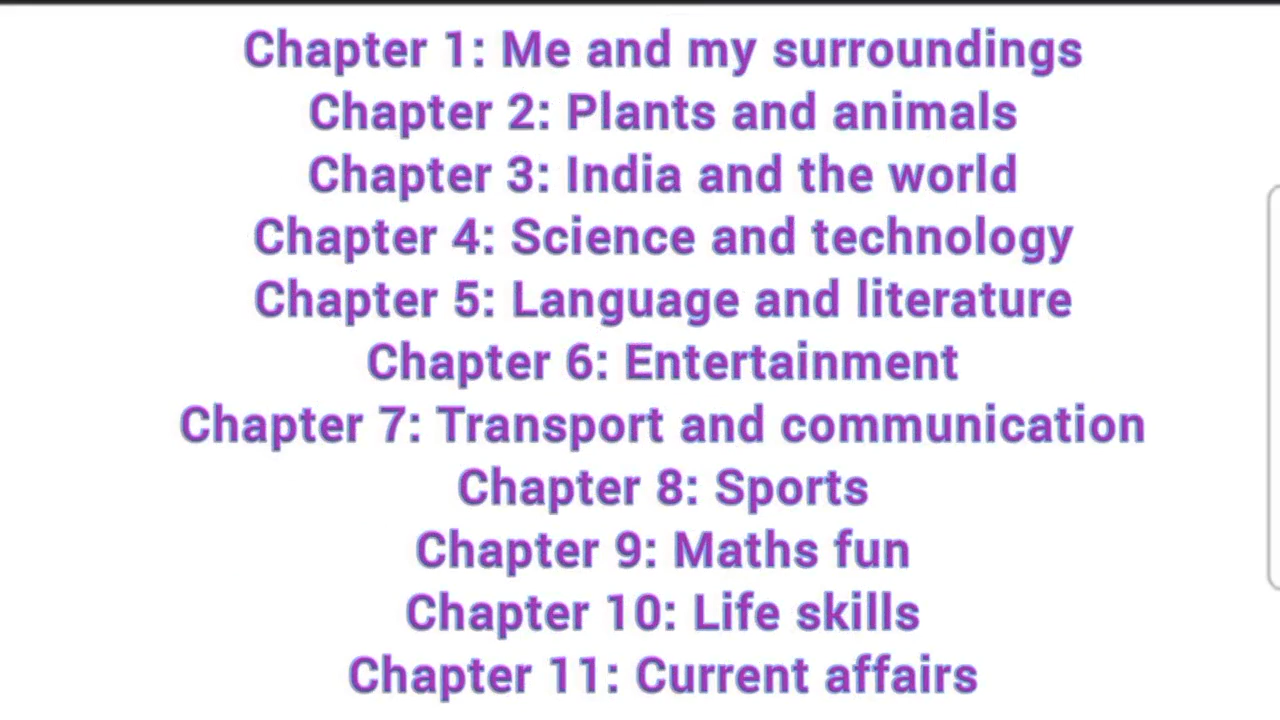 Chapter 1: Me and my surroundings
Chapter 2: Plants and animals
Chapter 3: India and the world
Chapter 4: Science and technology
Chapter 5: Language and literature
Chapter 6: Entertainment
Chapter 7: Transport and communication
Chapter 8: Sports
Chapter 9: Maths fun
Chapter 10: Life skills
Chapter 11: Current affairs